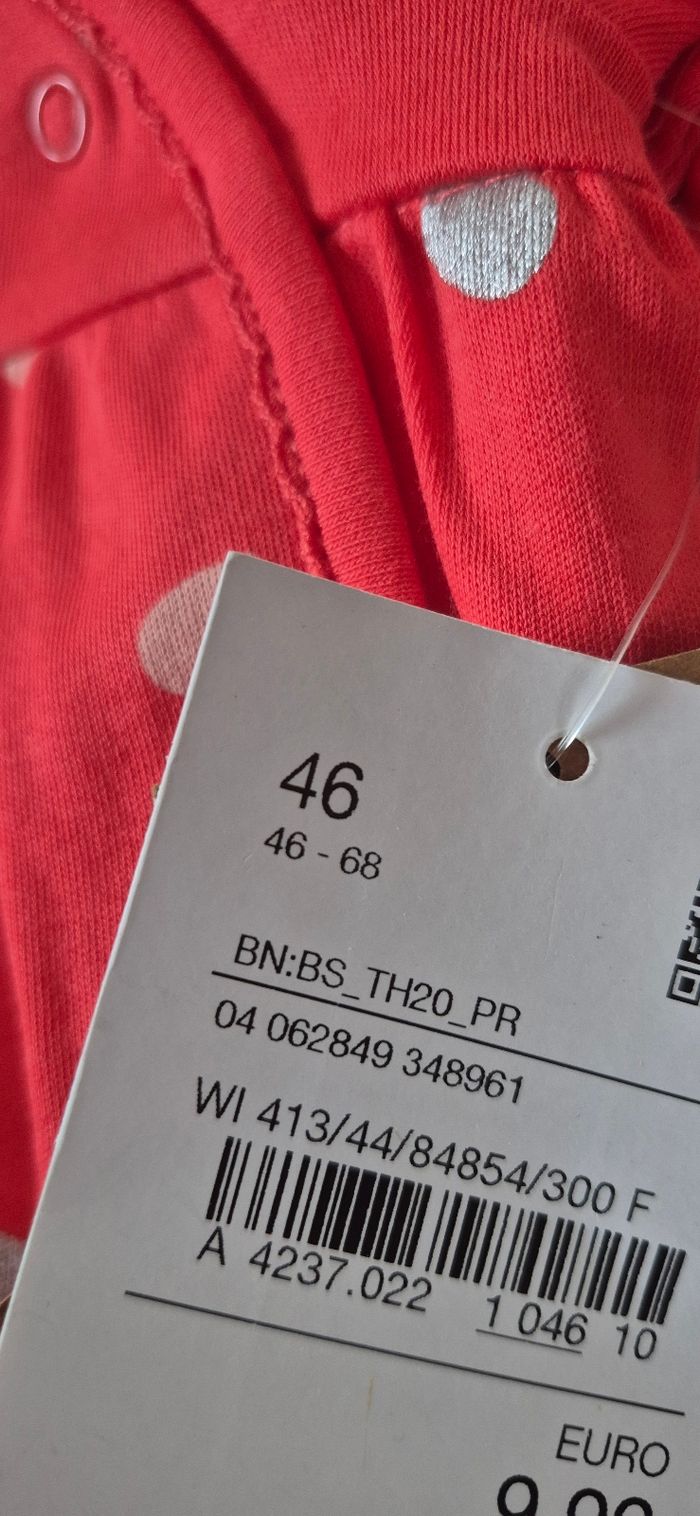 46
46 - 68
BN:BS_TH20_PR
04 062849 348961
WI 413/44/84854/300 F
A 4237.022 1 046 10
EURO